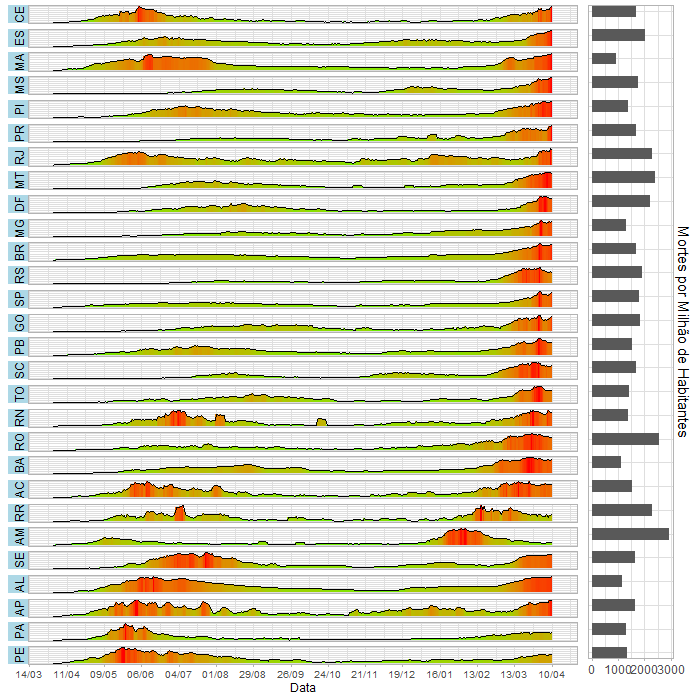 CE
ES
MA
MS
PI
PR
RJ
MT
DF
MG
BR
RS
SP
GO
PB
SC
TO
RN
RO
BA
AC
RR
AM
SE
AL
AP
PA
PE
14/03 11/04 09/05 06/06 04/07 01/08 29/08 26/09 24/10 21/11 19/12 16/01 13/02 13/03 10/04
Data
0 1000 2000 3000
Mortes por Milhão de Habitantes